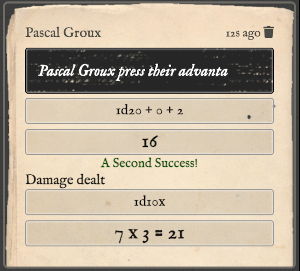 Pascal Groux 12s ago
Pascal Groux press their advanta
1d20 + 0 + 2
16
A Second Success!
Damage dealt
1d10x
7 x 3 = 21